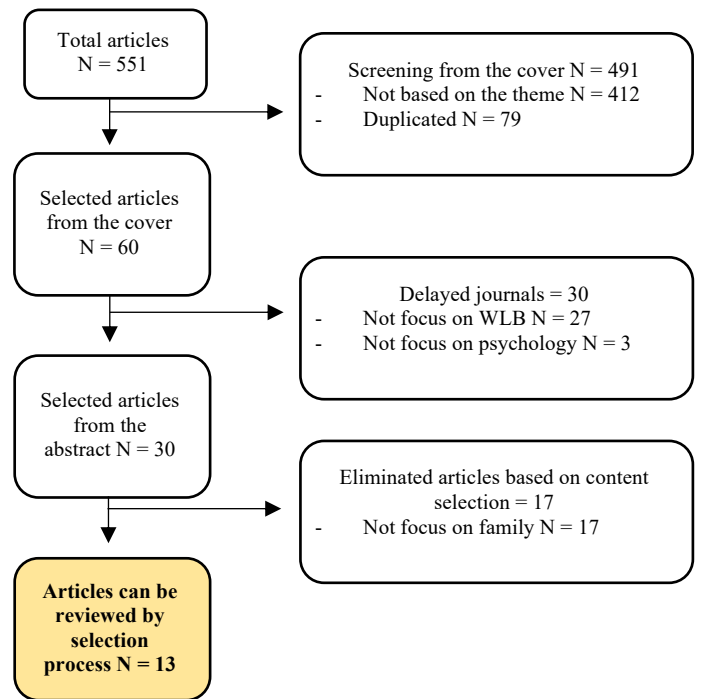 Total articles
N = 551
Screening from the cover N = 491
- Not based on the theme N = 412
- Duplicated N = 79
Selected articles
from the cover
N = 60
Delayed journals = 30
- Not focus on WLB N = 27
- Not focus on psychology N = 3
Selected articles
from the
abstract N = 30
Eliminated articles based on content
selection = 17
- Not focus on family N = 17
Articles can be
reviewed by
selection
process N = 13